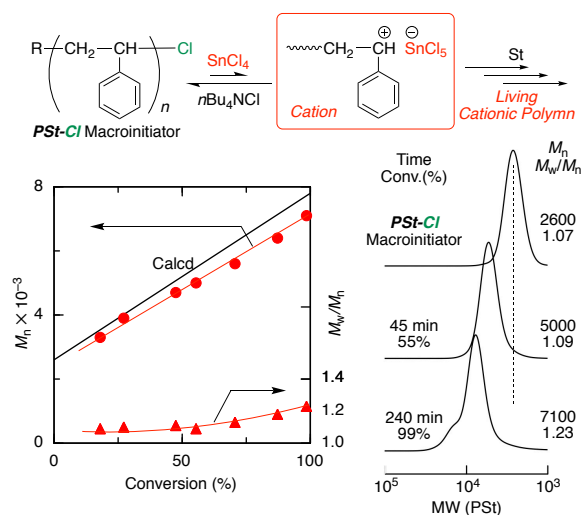 R CH2 CH Cl
n
SnCl4
nBu4NCl
CH2 CH ⊕ ⊖ SnCl5
Cation
St
Living
Cationic Polymn
PSt-Cl Macroinitiator
8
4
0
Mn × 10−3
Calcd
Mw/Mn
1.4
1.2
1.0
0 50 100
Conversion (%)
Time
Conv.(%)
Mn
Mw/Mn
PSt-Cl
Macroinitiator
2600
1.07
45 min
55%
5000
1.09
240 min
99%
7100
1.23
10⁵ 10⁴ 10³
MW (PSt)